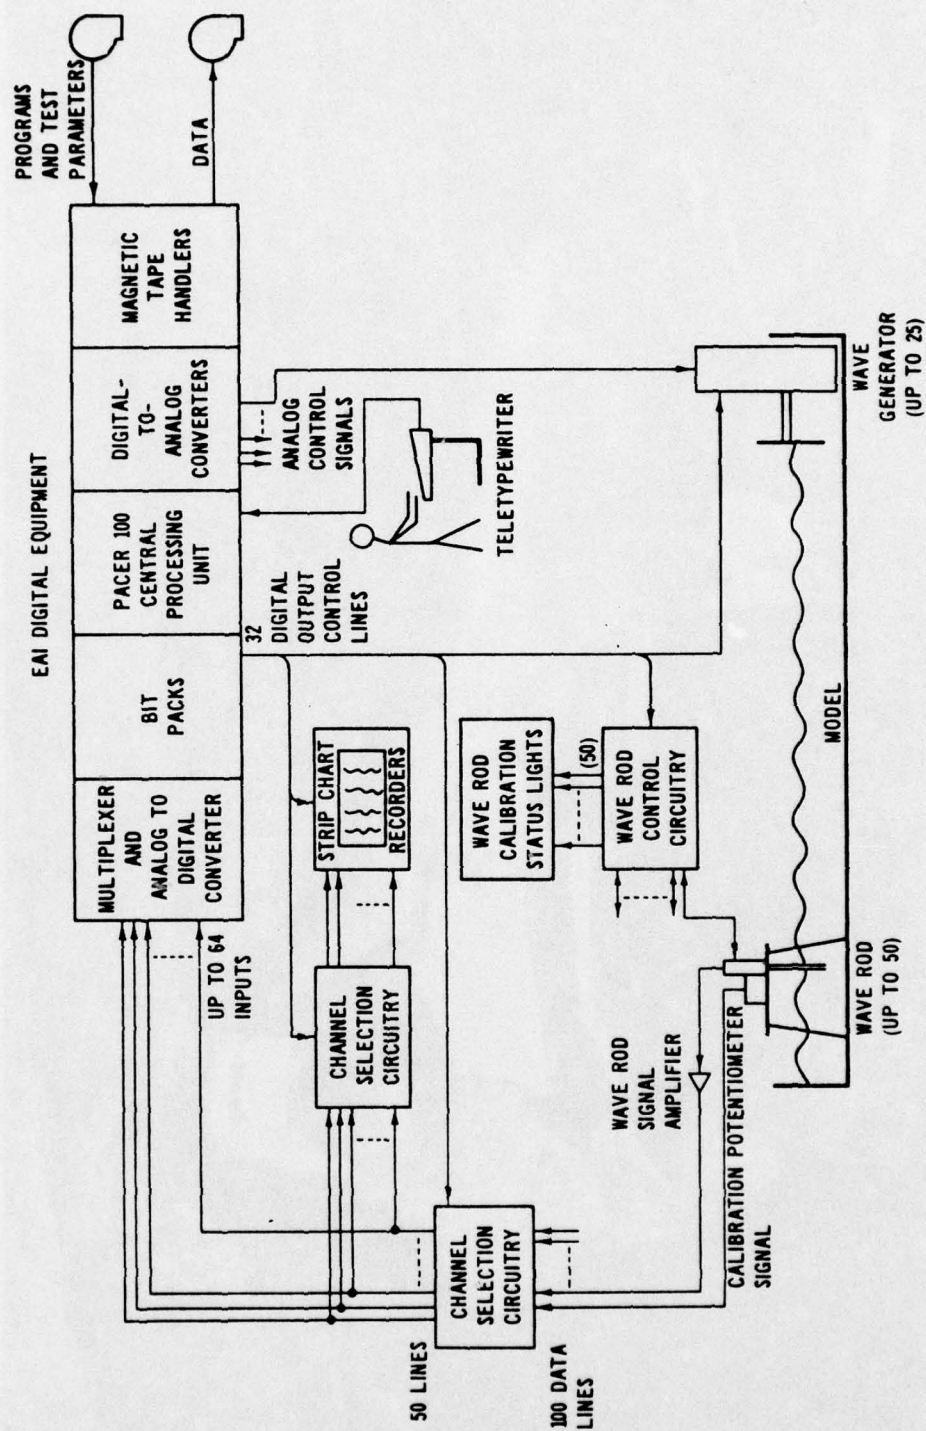 EAI DIGITAL EQUIPMENT
MULTIPLEXER
AND
ANALOG TO
DIGITAL
CONVERTER
BIT
PACKS
PACER 100
CENTRAL
PROCESSING
UNIT
DIGITAL-
TO-
ANALOG
CONVERTERS
MAGNETIC
TAPE
HANDLERS
PROGRAMS
AND TEST
PARAMETERS
DATA
UP TO 64
INPUTS
32
DIGITAL
OUTPUT
CONTROL
LINES
ANALOG
CONTROL
SIGNALS
TELETYPEWRITER
CHANNEL
SELECTION
CIRCUITRY
STRIP CHART
RECORDERS
50 LINES
CHANNEL
SELECTION
CIRCUITRY
100 DATA
LINES
WAVE ROD
CALIBRATION
STATUS LIGHTS
(50)
WAVE ROD
CONTROL
CIRCUITRY
WAVE ROD
SIGNAL
AMPLIFIER
CALIBRATION POTENTIOMETER
SIGNAL
WAVE ROD
(UP TO 50)
MODEL
WAVE
GENERATOR
(UP TO 25)